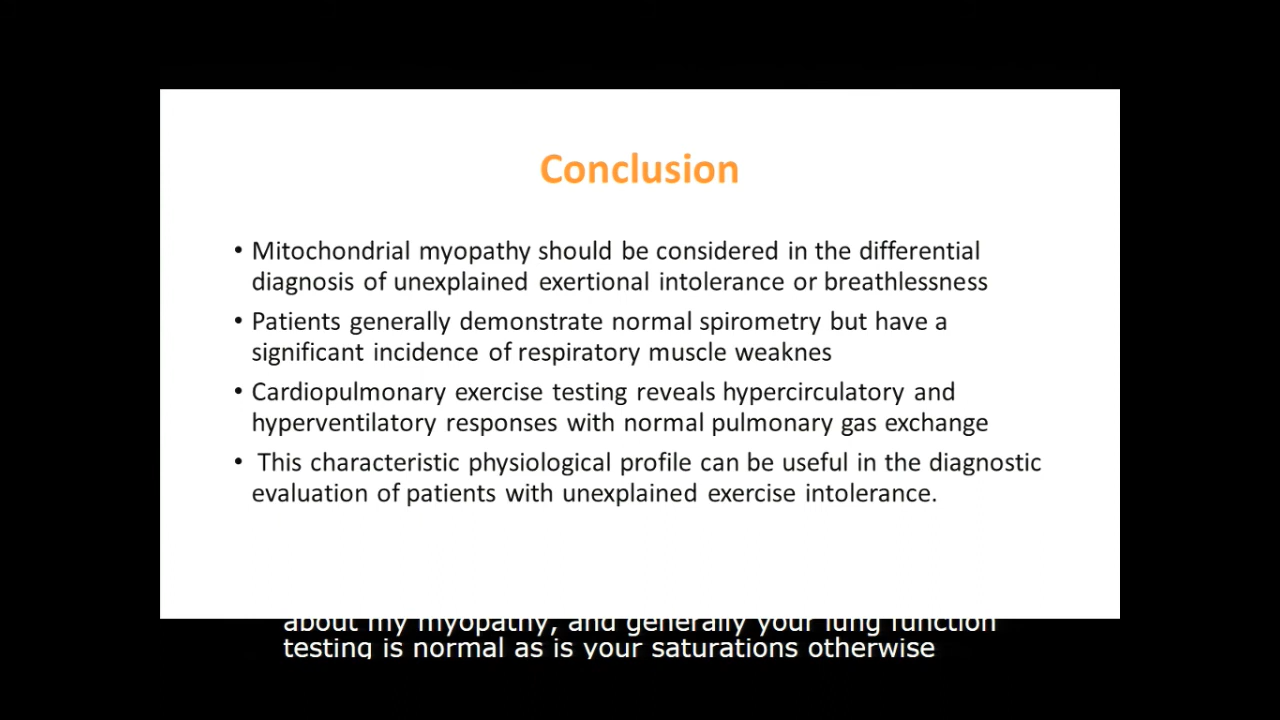 Conclusion
• Mitochondrial myopathy should be considered in the differential
diagnosis of unexplained exertional intolerance or breathlessness
• Patients generally demonstrate normal spirometry but have a
significant incidence of respiratory muscle weaknes
• Cardiopulmonary exercise testing reveals hypercirculatory and
hyperventilatory responses with normal pulmonary gas exchange
• This characteristic physiological profile can be useful in the diagnostic
evaluation of patients with unexplained exercise intolerance.
about my myopathy, and generally your lung function
testing is normal as is your saturations otherwise